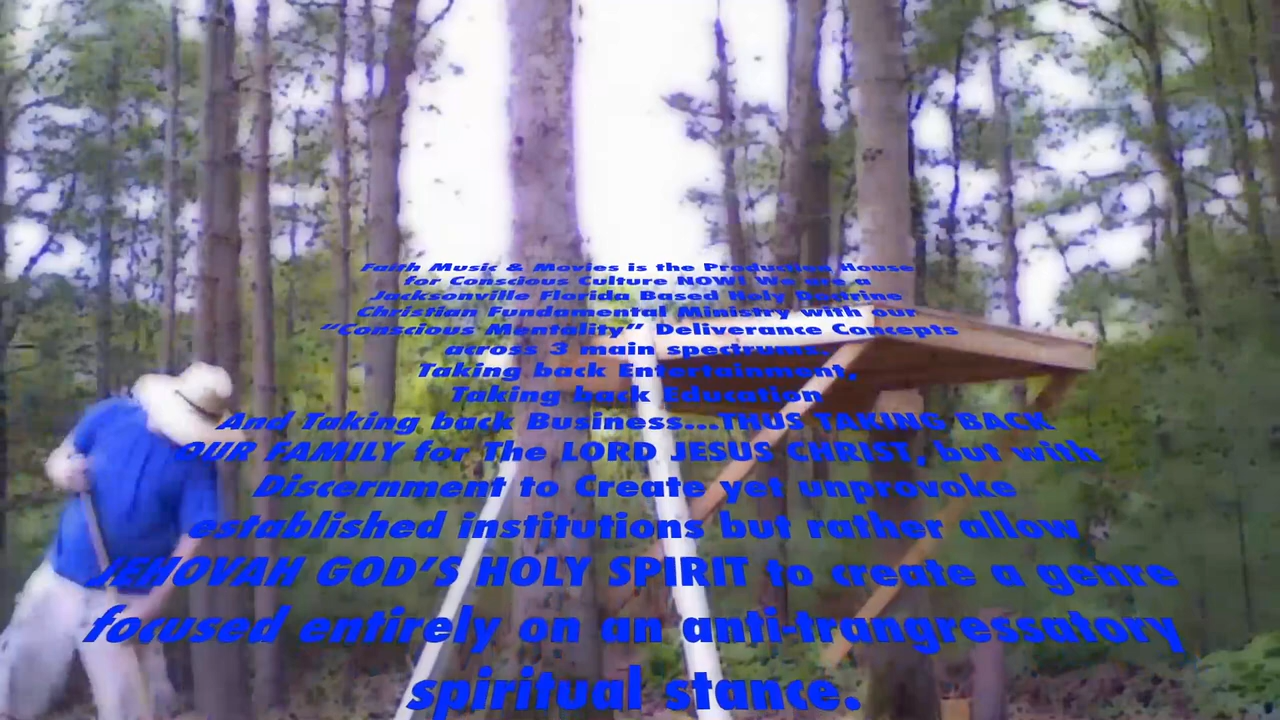 Faith Music & Movies is the Production House
for Conscious Culture NOW! We are a
Jacksonville Florida Based Holy Doctrine
Christian Fundamental Ministry with our
“Conscious Mentality” Deliverance Concepts
across 3 main spectrums.
Taking back Entertainment,
Taking back Education
And Taking back Business...THUS TAKING BACK
OUR FAMILY for The LORD JESUS CHRIST, but with
Discernment to Create yet unprovoke
established institutions but rather allow
JEHOVAH GOD’S HOLY SPIRIT to create a genre
focused entirely on an anti-trangressatory
spiritual stance.